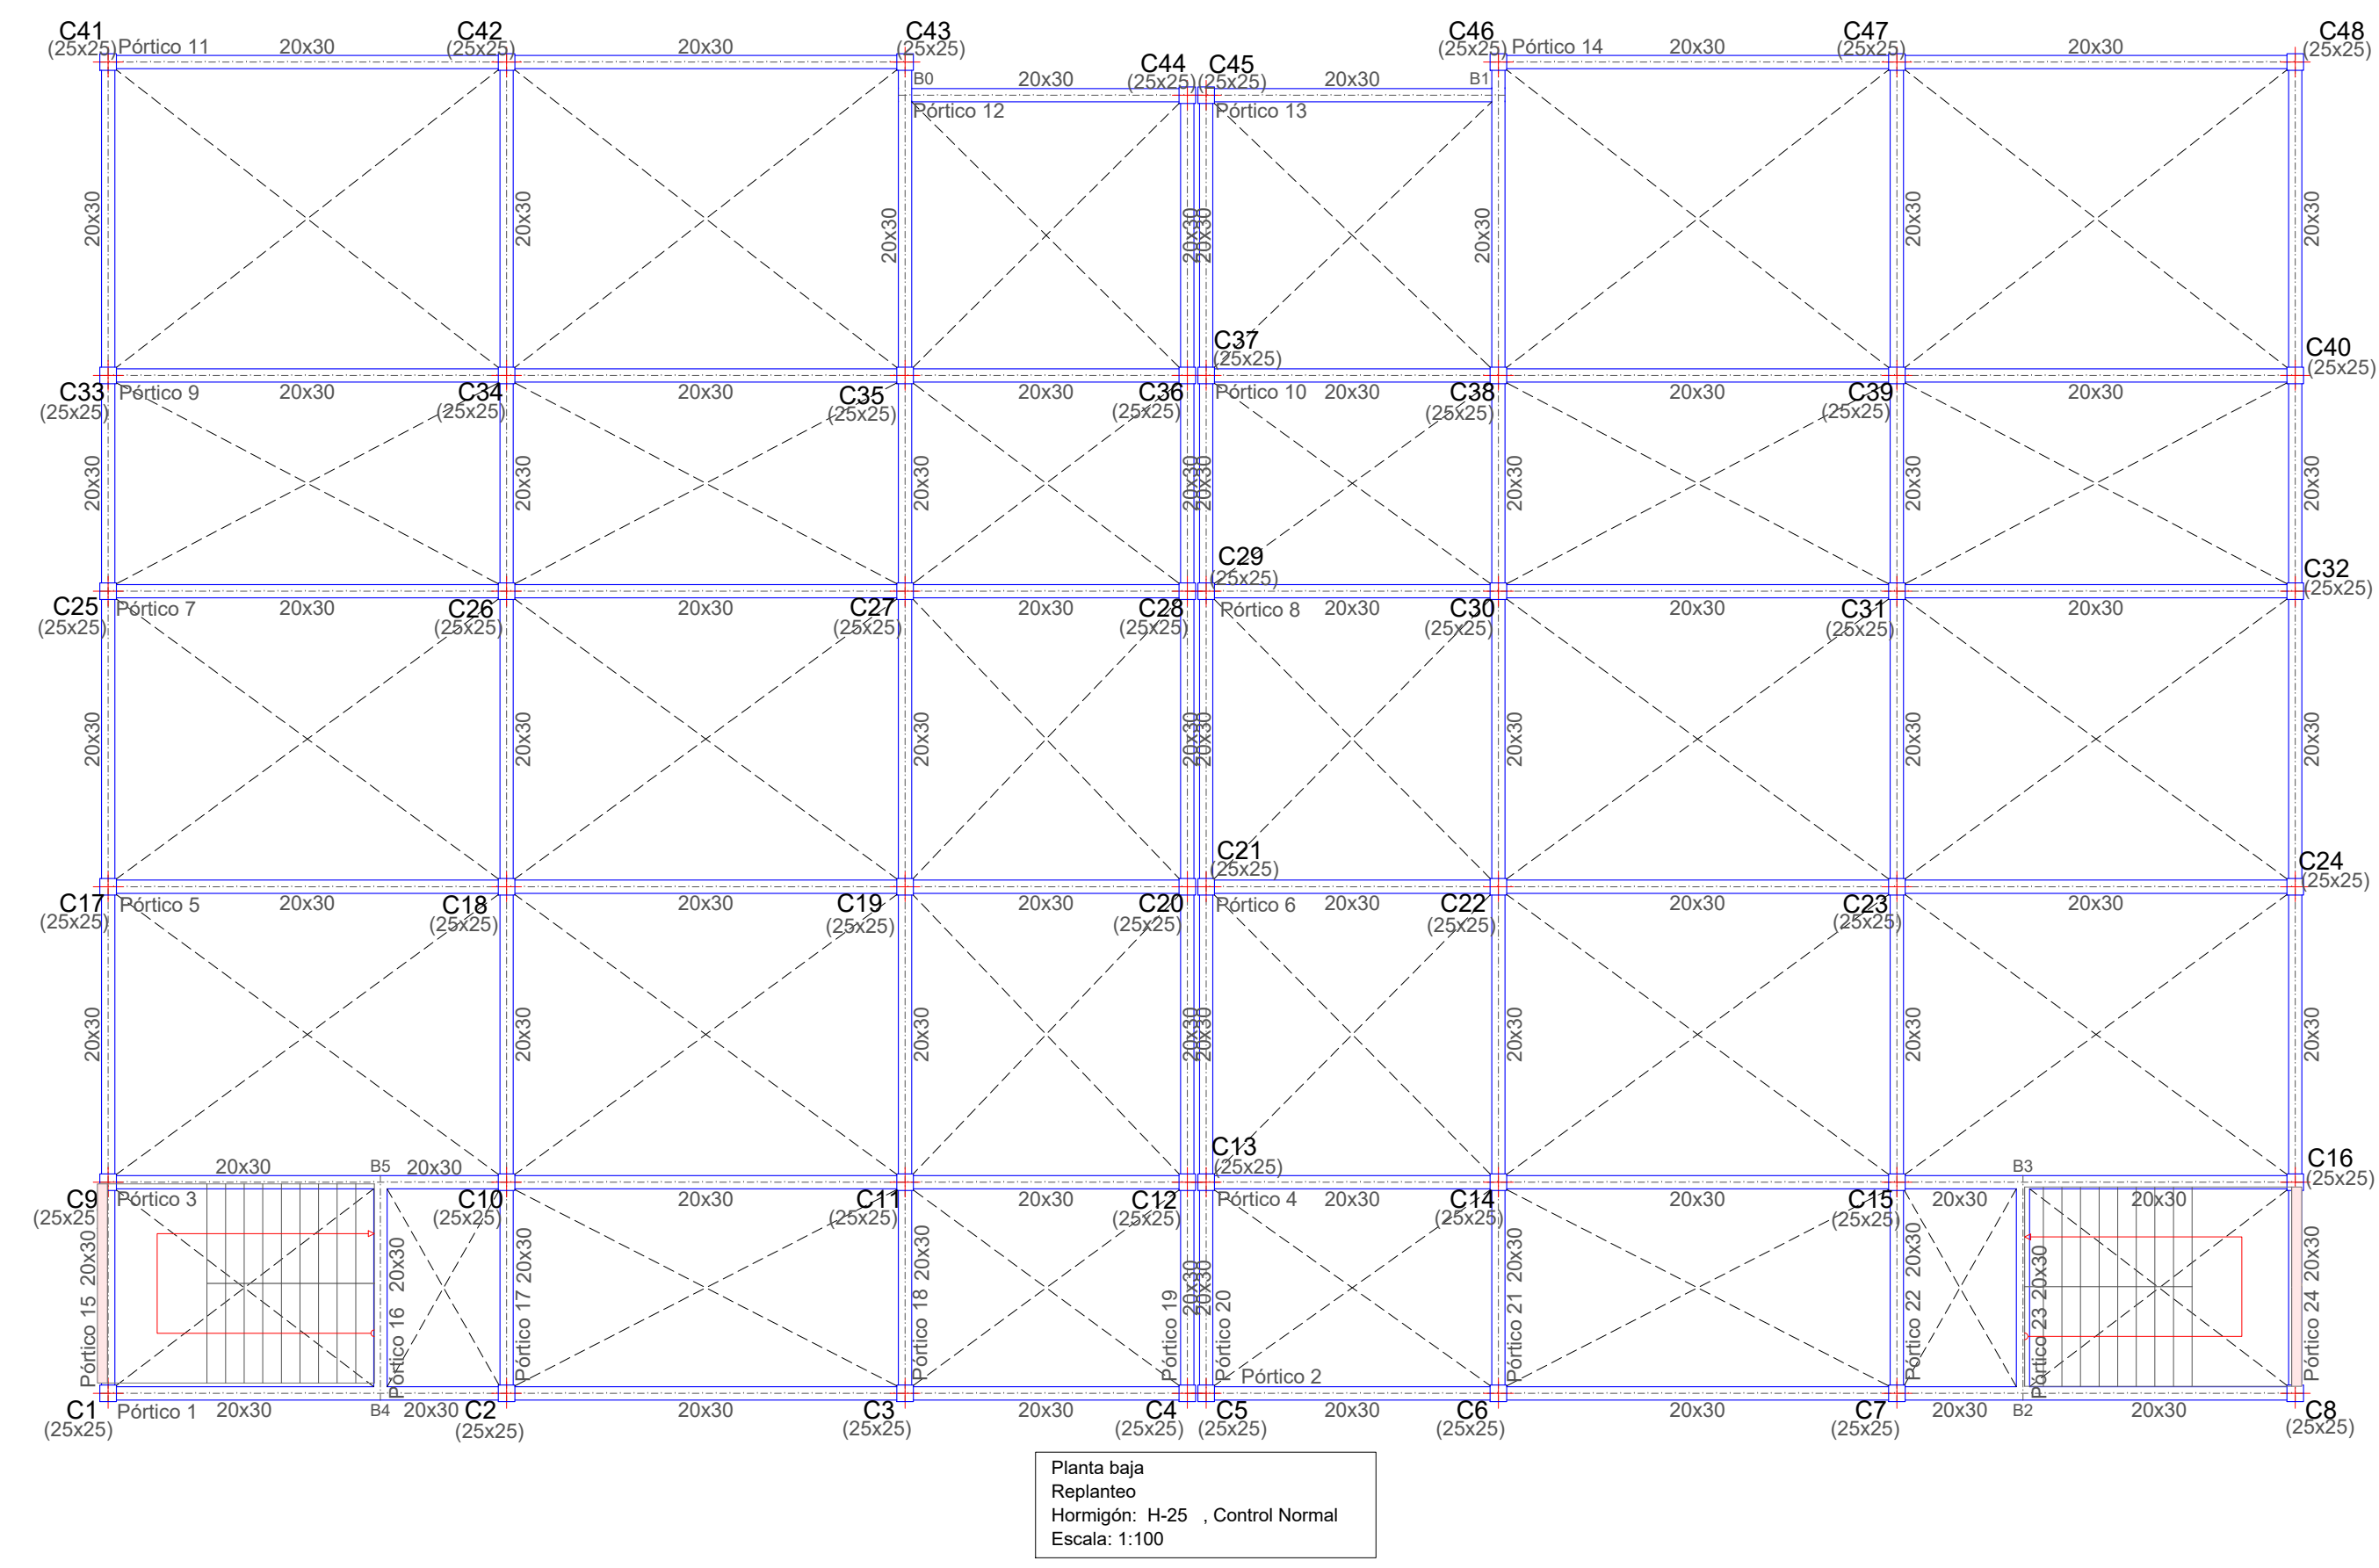 C41 C42 C43 C46 C47 C48
(25x25) Pórtico 11 20x30 (25x25) 20x30 (25x25) (25x25) Pórtico 14 20x30 (25x25) 20x30 (25x25)
C44 C45
B0 20x30 (25x25) (25x25) 20x30 B1
Pórtico 12 Pórtico 13
20x30 20x30 20x30 20x30 20x30 20x30 20x30 20x30
C37
(25x25)
C40
(25x25)
C33 Pórtico 9 20x30 C34 20x30 C35 20x30 C36 Pórtico 10 20x30 C38 20x30 C39 20x30
(25x25) (25x25) (25x25) (25x25) (25x25) (25x25)
20x30 20x30 20x30 20x30 20x30 20x30 20x30 20x30
C29
(25x25)
C32
(25x25)
C25 Pórtico 7 20x30 C26 20x30 C27 20x30 C28 Pórtico 8 20x30 C30 20x30 C31 20x30
(25x25) (25x25) (25x25) (25x25) (25x25) (25x25)
20x30 20x30 20x30 20x30 20x30 20x30 20x30 20x30
C21
(25x25)
C24
(25x25)
C17 Pórtico 5 20x30 C18 20x30 C19 20x30 C20 Pórtico 6 20x30 C22 20x30 C23 20x30
(25x25) (25x25) (25x25) (25x25) (25x25) (25x25)
20x30 20x30 20x30 20x30 20x30 20x30 20x30 20x30
C13
(25x25)
C16
(25x25)
20x30 B5 20x30 B3
C9 Pórtico 3 C10 20x30 C11 20x30 C12 Pórtico 4 20x30 C14 20x30 C15 20x30 20x30
(25x25 (25x25) (25x25) (25x25) (25x25) (25x25)
Pórtico 15 20x30
Pórtico 16 20x30
Pórtico 17 20x30
Pórtico 18 20x30
Pórtico 19 20x30
Pórtico 20 20x30
Pórtico 21 20x30
Pórtico 22 20x30
Pórtico 23 20x30
Pórtico 24 20x30
Pórtico 2
C1 Pórtico 1 20x30 B4 20x30 C2 20x30 C3 20x30 C4 C5 20x30 C6 20x30 C7 20x30 B2 20x30 C8
(25x25) (25x25) (25x25) (25x25) (25x25) (25x25) (25x25) (25x25)
Planta baja
Replanteo
Hormigón: H-25 , Control Normal
Escala: 1:100